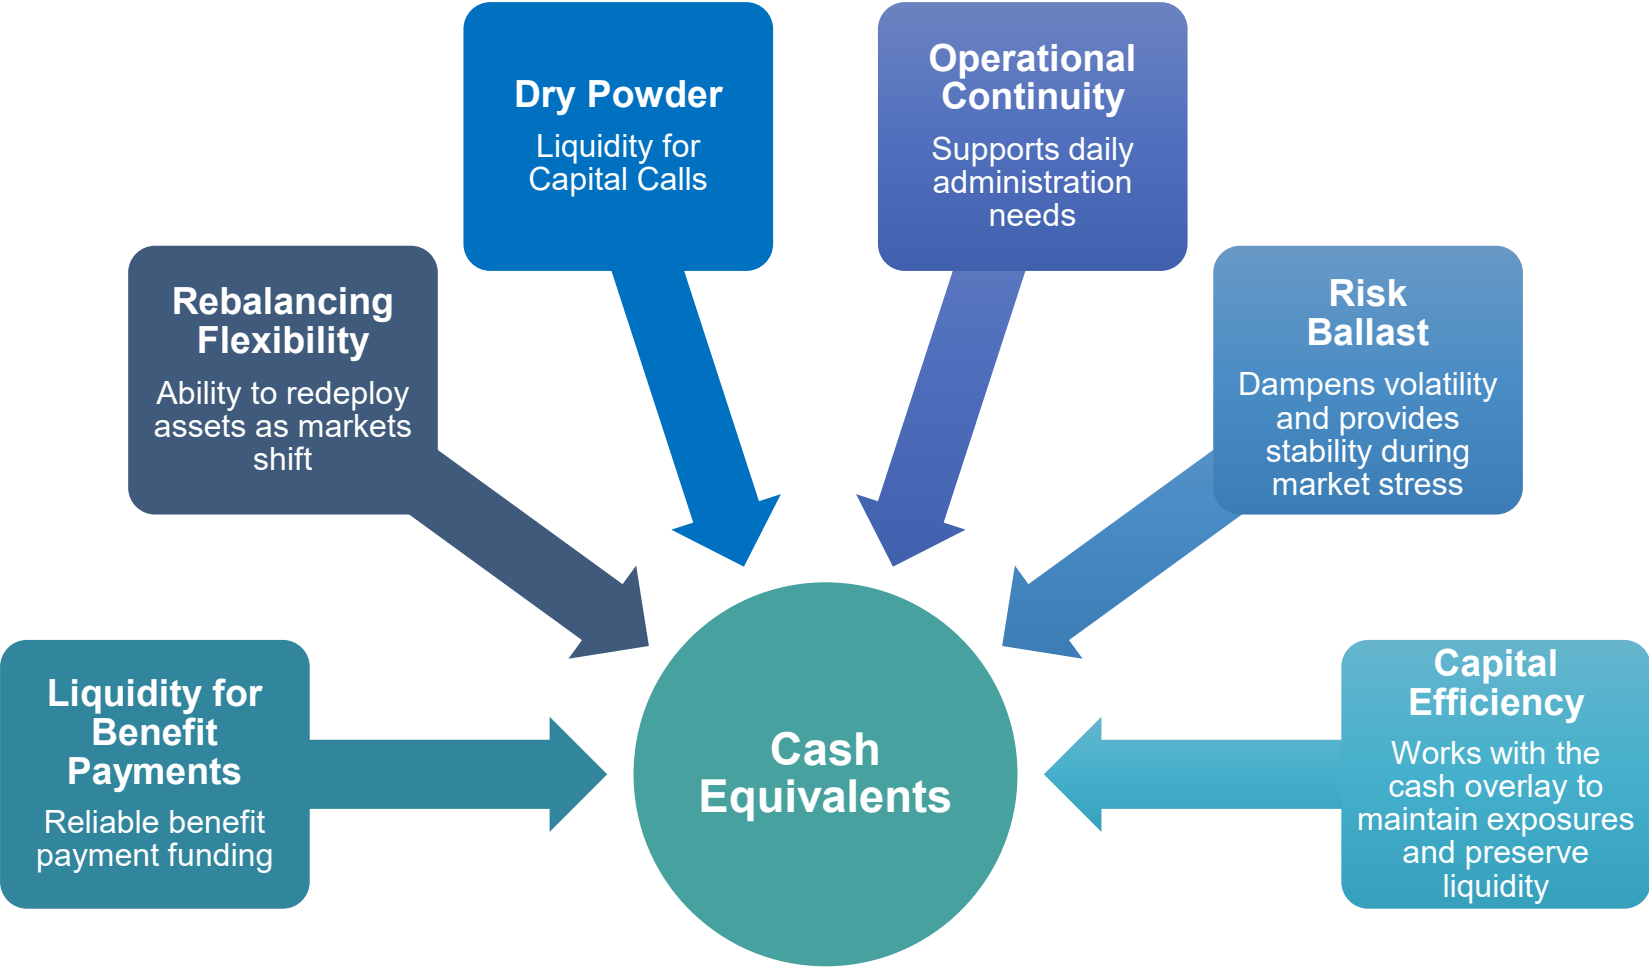 Dry Powder
Liquidity for
Capital Calls
Operational
Continuity
Supports daily
administration
needs
Rebalancing
Flexibility
Ability to redeploy
assets as markets
shift
Risk
Ballast
Dampens volatility
and provides
stability during
market stress
Liquidity for
Benefit
Payments
Reliable benefit
payment funding
Cash
Equivalents
Capital
Efficiency
Works with the
cash overlay to
maintain exposures
and preserve
liquidity